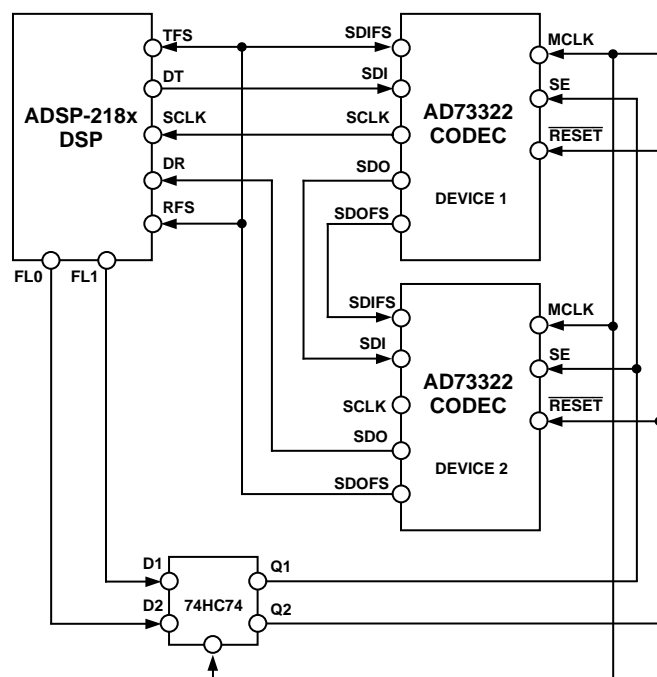 TFS
DT
SCLK
DR
RFS
ADSP-218x
DSP
FL0
FL1
SDIFS
SDI
SCLK
SDO
SDOFS
AD73322
CODEC
DEVICE 1
MCLK
SE
RESET
SDIFS
SDI
SCLK
SDO
SDOFS
AD73322
CODEC
DEVICE 2
MCLK
SE
RESET
D1
D2
74HC74
Q1
Q2